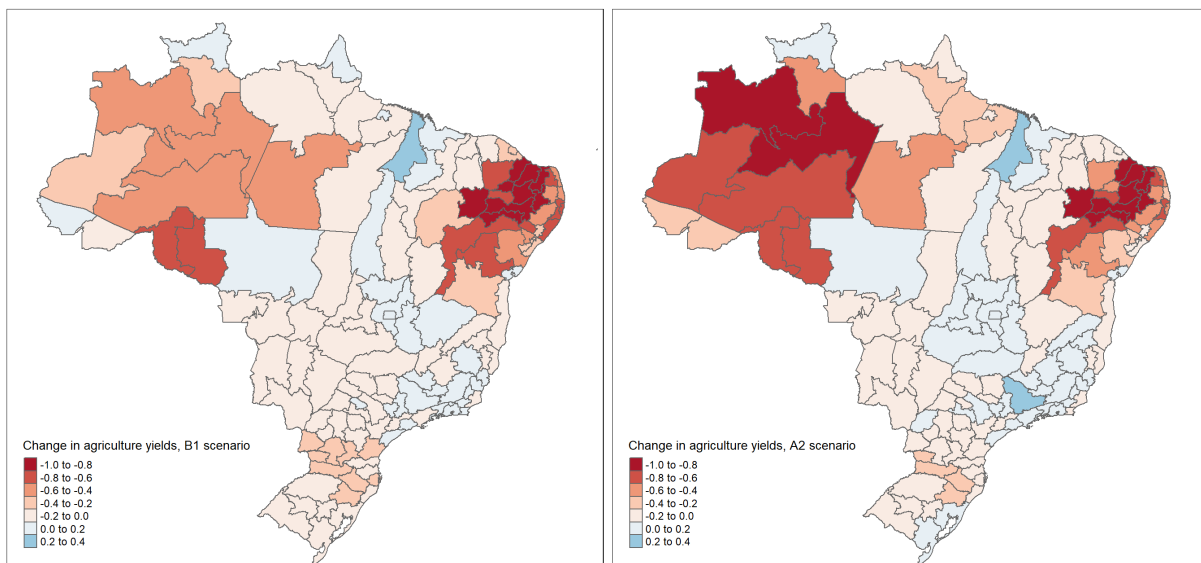 Change in agriculture yields, B1 scenario
-1.0 to -0.8
-0.8 to -0.6
-0.6 to -0.4
-0.4 to -0.2
-0.2 to 0.0
0.0 to 0.2
0.2 to 0.4
Change in agriculture yields, A2 scenario
-1.0 to -0.8
-0.8 to -0.6
-0.6 to -0.4
-0.4 to -0.2
-0.2 to 0.0
0.0 to 0.2
0.2 to 0.4